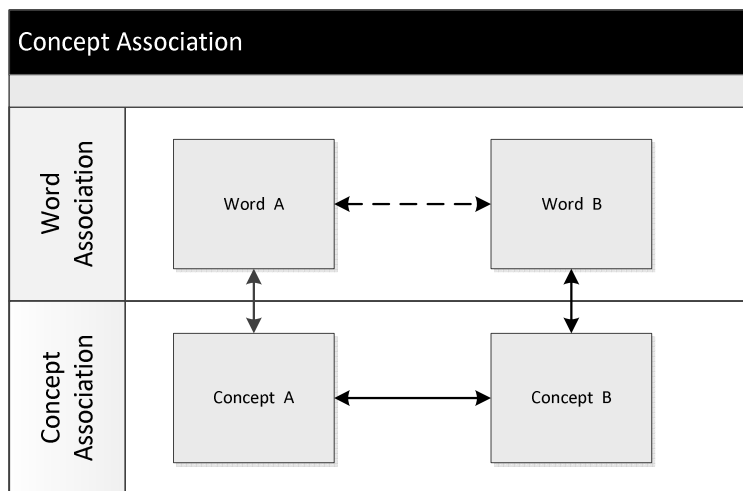 Concept Association
Word
Association
Word A
Word B
Concept
Association
Concept A
Concept B